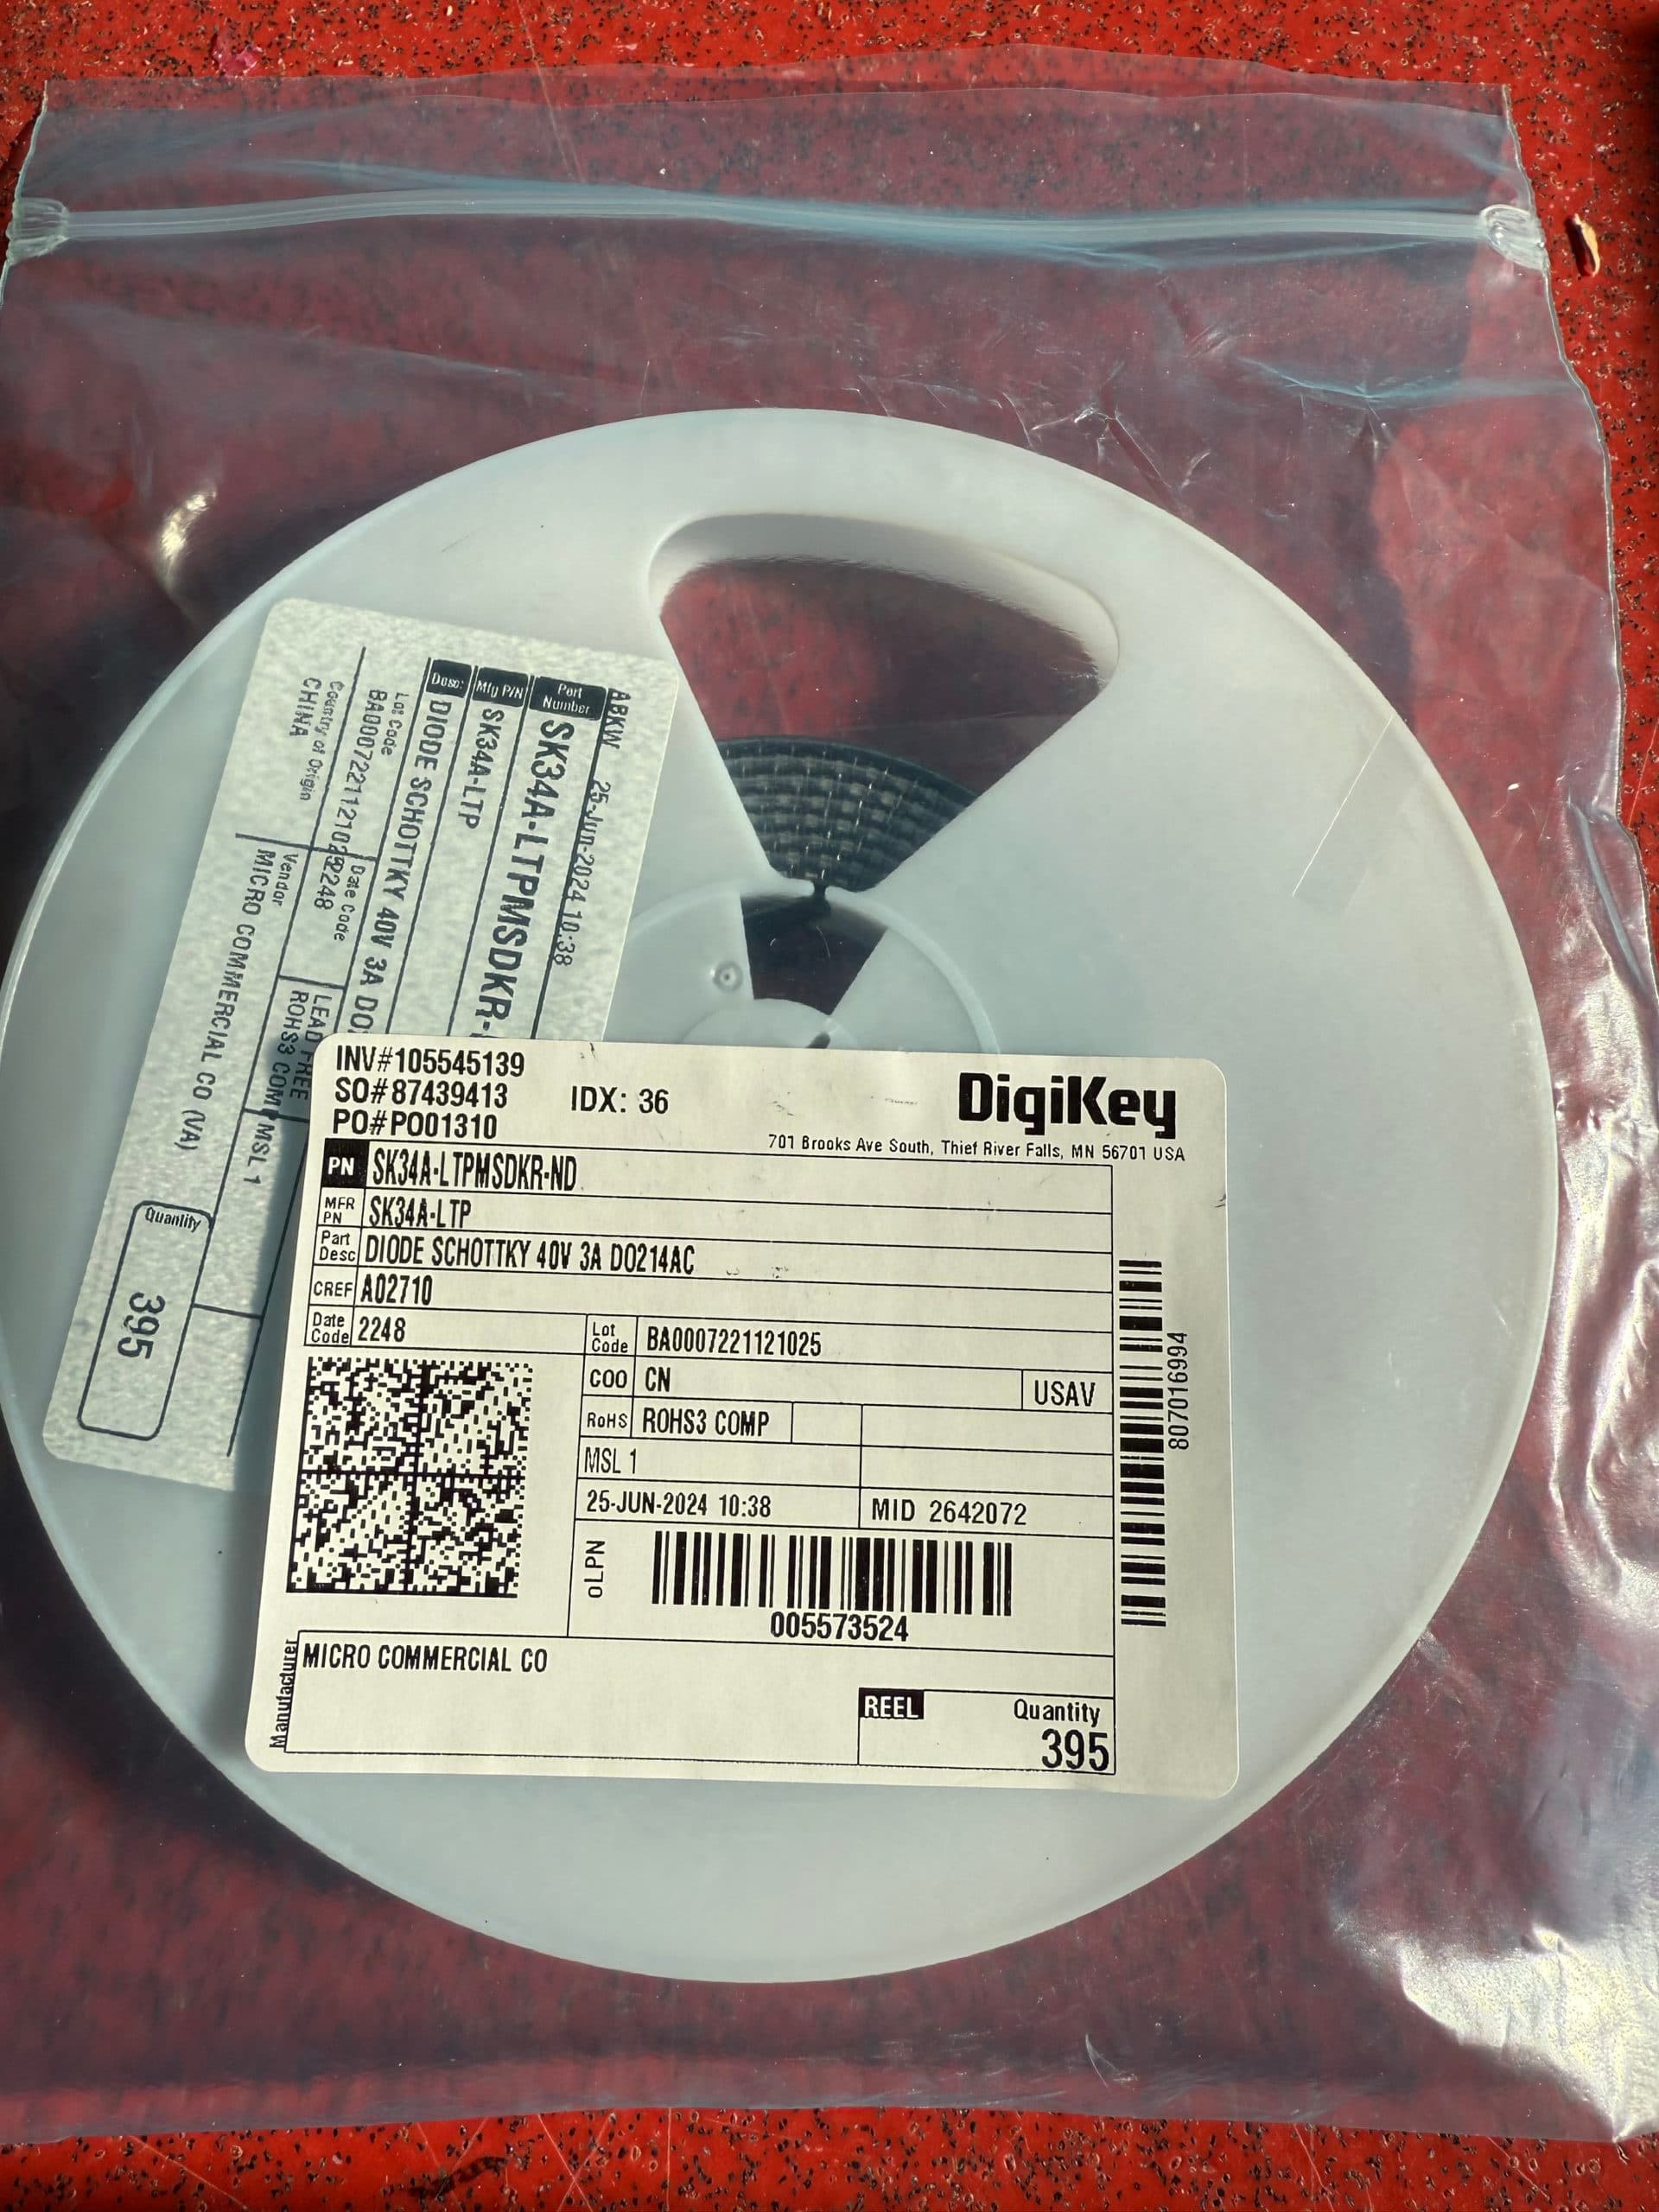 ABKW 25-Jun-2024 10:38
Part Number SK34A-LTPMSDKR-
Mfg P/N SK34A-LTP
Desc: DIODE SCHOTTKY 40V 3A DO
Lot Code
BA0007221121025
Date Code
2248
LEAD FREE
ROHS3 COM
Country of Origin
CHINA
Vendor
MICRO COMMERCIAL CO (VA)
MSL 1
Quantity
395
INV#105545139
SO#87439413
PO#PO01310
IDX: 36
DigiKey
701 Brooks Ave South, Thief River Falls, MN 56701 USA
PN SK34A-LTPMSDKR-ND
MFR PN SK34A-LTP
Part Desc DIODE SCHOTTKY 40V 3A DO214AC
CREF A02710
Date Code 2248
Lot Code BA0007221121025
COO CN
USAV
RoHS ROHS3 COMP
MSL 1
25-JUN-2024 10:38
MID 2642072
oLPN
005573524
807016994
Manufacturer
MICRO COMMERCIAL CO
REEL
Quantity
395